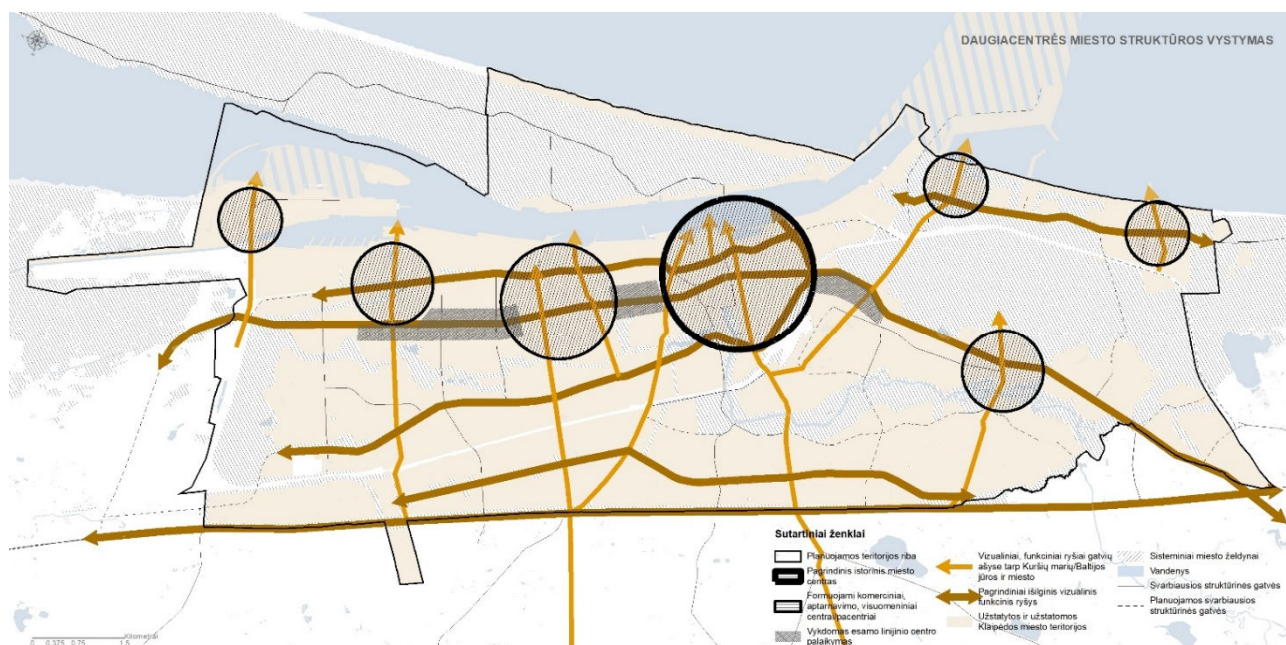 DAUGIACENTRĖS MIESTO STRUKTŪROS VYSTYMAS
Sutartiniai ženklai
Planuojamos teritorijos riba
Pagrindinis istorinis miesto
centras
Formuojami komerciniai,
aptarnavimo, visuomeniniai
centrai/pacentriai
Vykdomas esamo linijinio centro
palaikymas
Vizualiniai, funkciniai ryšiai gatvių
ašyse tarp Kuršių marių/Baltijos
jūros ir miesto
Pagrindiniai išilginis vizualinis
funkcinis ryšys
Užstatytos ir užstatomos
Klaipėdos miesto teritorijos
Sisteminiai miesto želdynai
Vandenys
Svarbiausios struktūrinės gatvės
Planuojamos svarbiausios
struktūrinės gatvės
Kilometrai
0 0.375 0.75 1.5